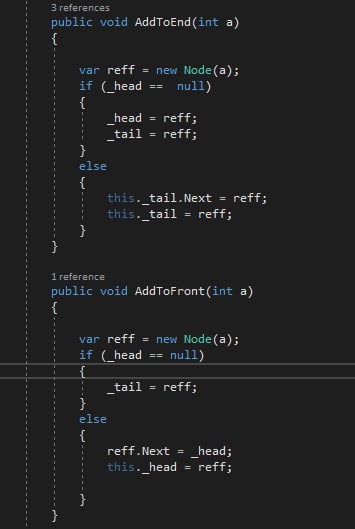 3 references
public void AddToEnd(int a)
{
var reff = new Node(a);
if (_head ==  null)
{
_head = reff;
_tail = reff;
}
else
{
this._tail.Next = reff;
this._tail = reff;
}
}
1 reference
public void AddToFront(int a)
{
var reff = new Node(a);
if (_head == null)
{
_tail = reff;
}
else
{
reff.Next = _head;
this._head = reff;
}
}